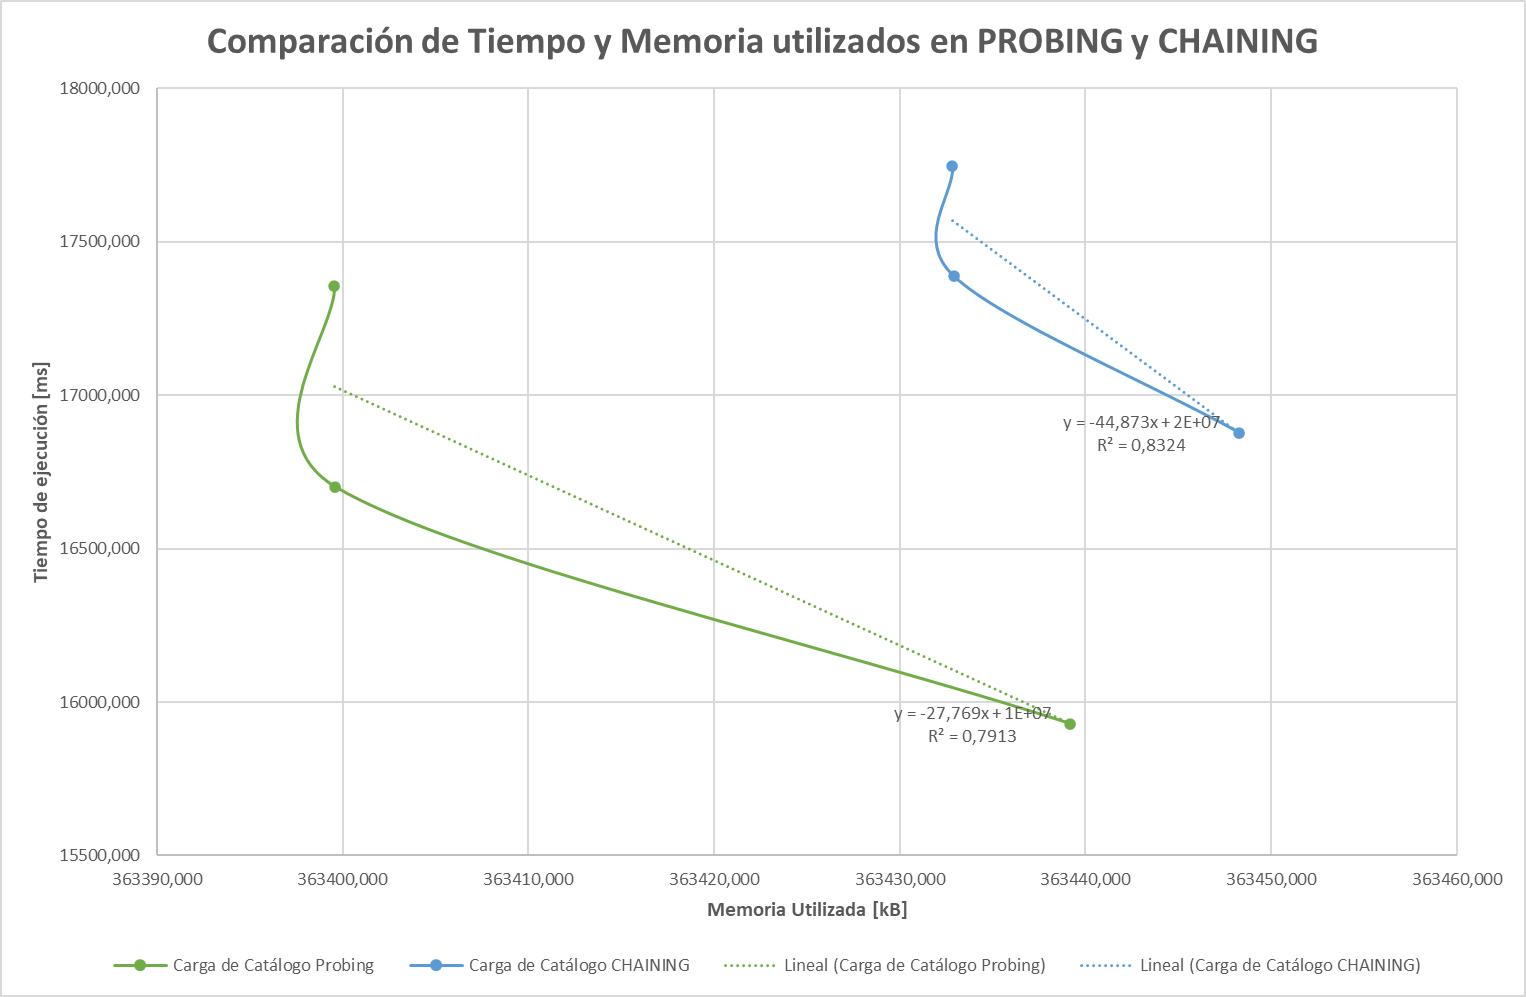 Comparación de Tiempo y Memoria utilizados en PROBING y CHAINING
18000,000
17500,000
17000,000
16500,000
16000,000
15500,000
Tiempo de ejecución [ms]
y = -44,873x + 2E+07
R² = 0,8324
y = -27,769x + 1E+07
R² = 0,7913
363390,000 363400,000 363410,000 363420,000 363430,000 363440,000 363450,000 363460,000
Memoria Utilizada [kB]
Carga de Catálogo Probing Carga de Catálogo CHAINING Lineal (Carga de Catálogo Probing) Lineal (Carga de Catálogo CHAINING)